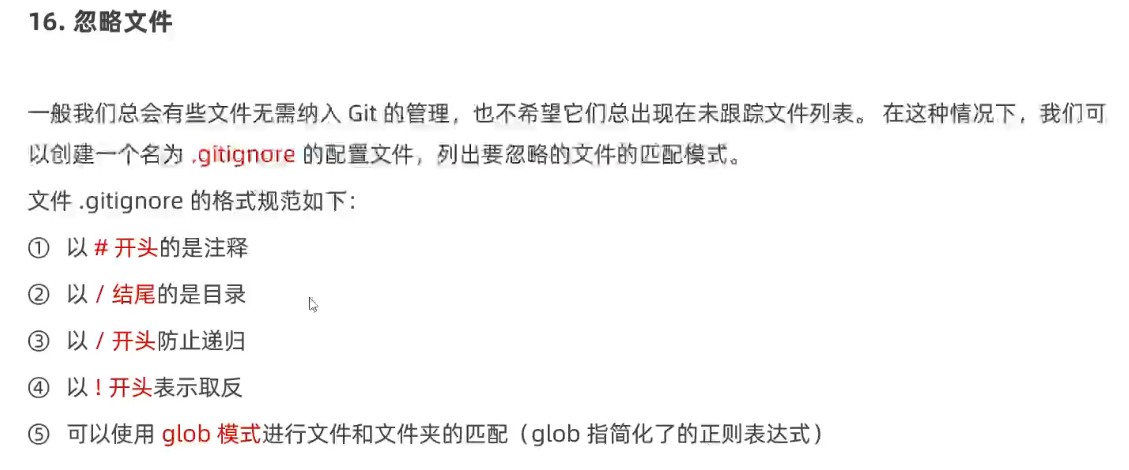 16. 忽略文件
一般我们总会有些文件无需纳入 Git 的管理，也不希望它们总出现在未跟踪文件列表。 在这种情况下，我们可
以创建一个名为 .gitignore 的配置文件，列出要忽略的文件的匹配模式。
文件 .gitignore 的格式规范如下：
① 以 # 开头的是注释
② 以 / 结尾的是目录
③ 以 / 开头防止递归
④ 以 ! 开头表示取反
⑤ 可以使用 glob 模式进行文件和文件夹的匹配（glob 指简化了的正则表达式）